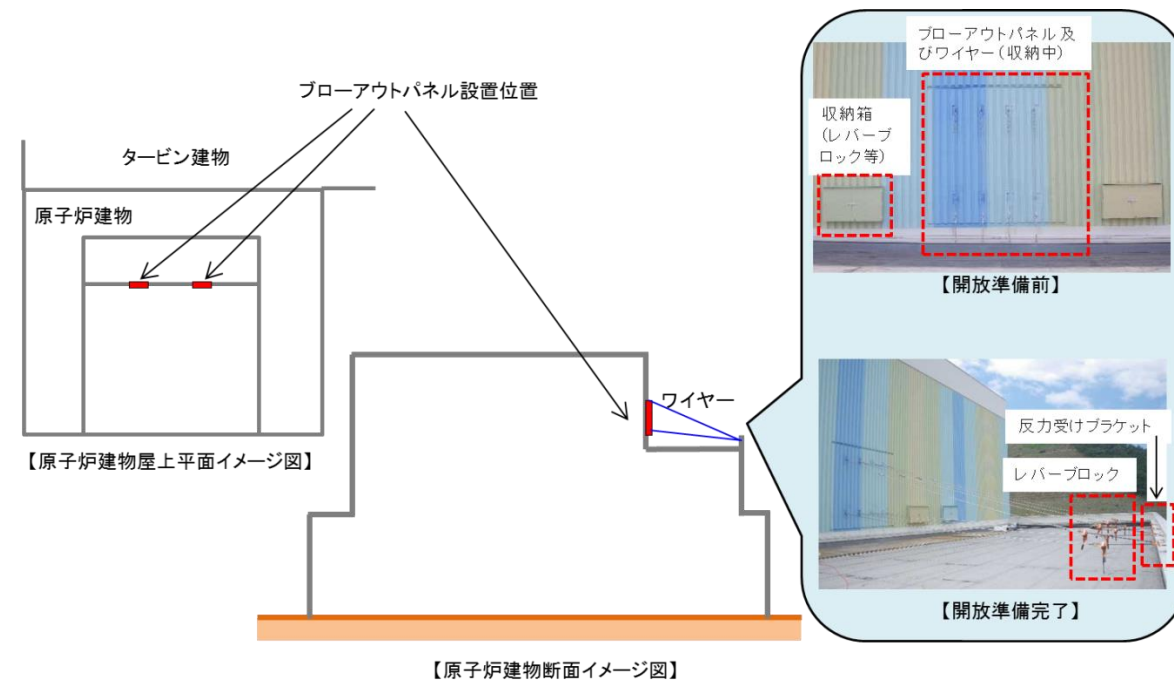 ブローアウトパネル設置位置
タービン建物
原子炉建物
【原子炉建物屋上平面イメージ図】
ワイヤー
【原子炉建物断面イメージ図】
ブローアウトパネル及
びワイヤー(収納中)
収納箱
(レバーブ
ロック等)
【開放準備前】
反力受けブラケット
レバーブロック
【開放準備完了】